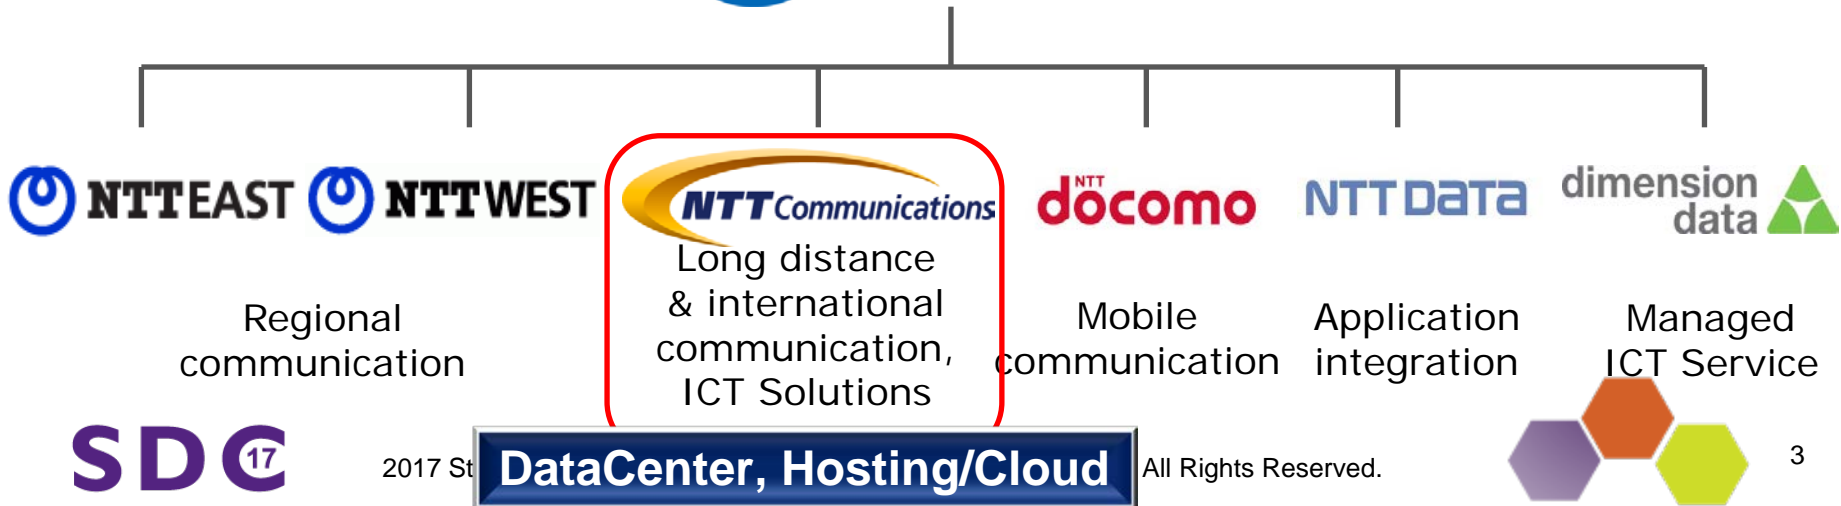 NTT EAST
NTT WEST
NTT Communications
NTT
döcomo
NTT DATA
dimension
data
Regional
communication
Long distance
& international
communication,
ICT Solutions
Mobile
communication
Application
integration
Managed
ICT Service
SDC 17
2017 St
DataCenter, Hosting/Cloud
All Rights Reserved.
3